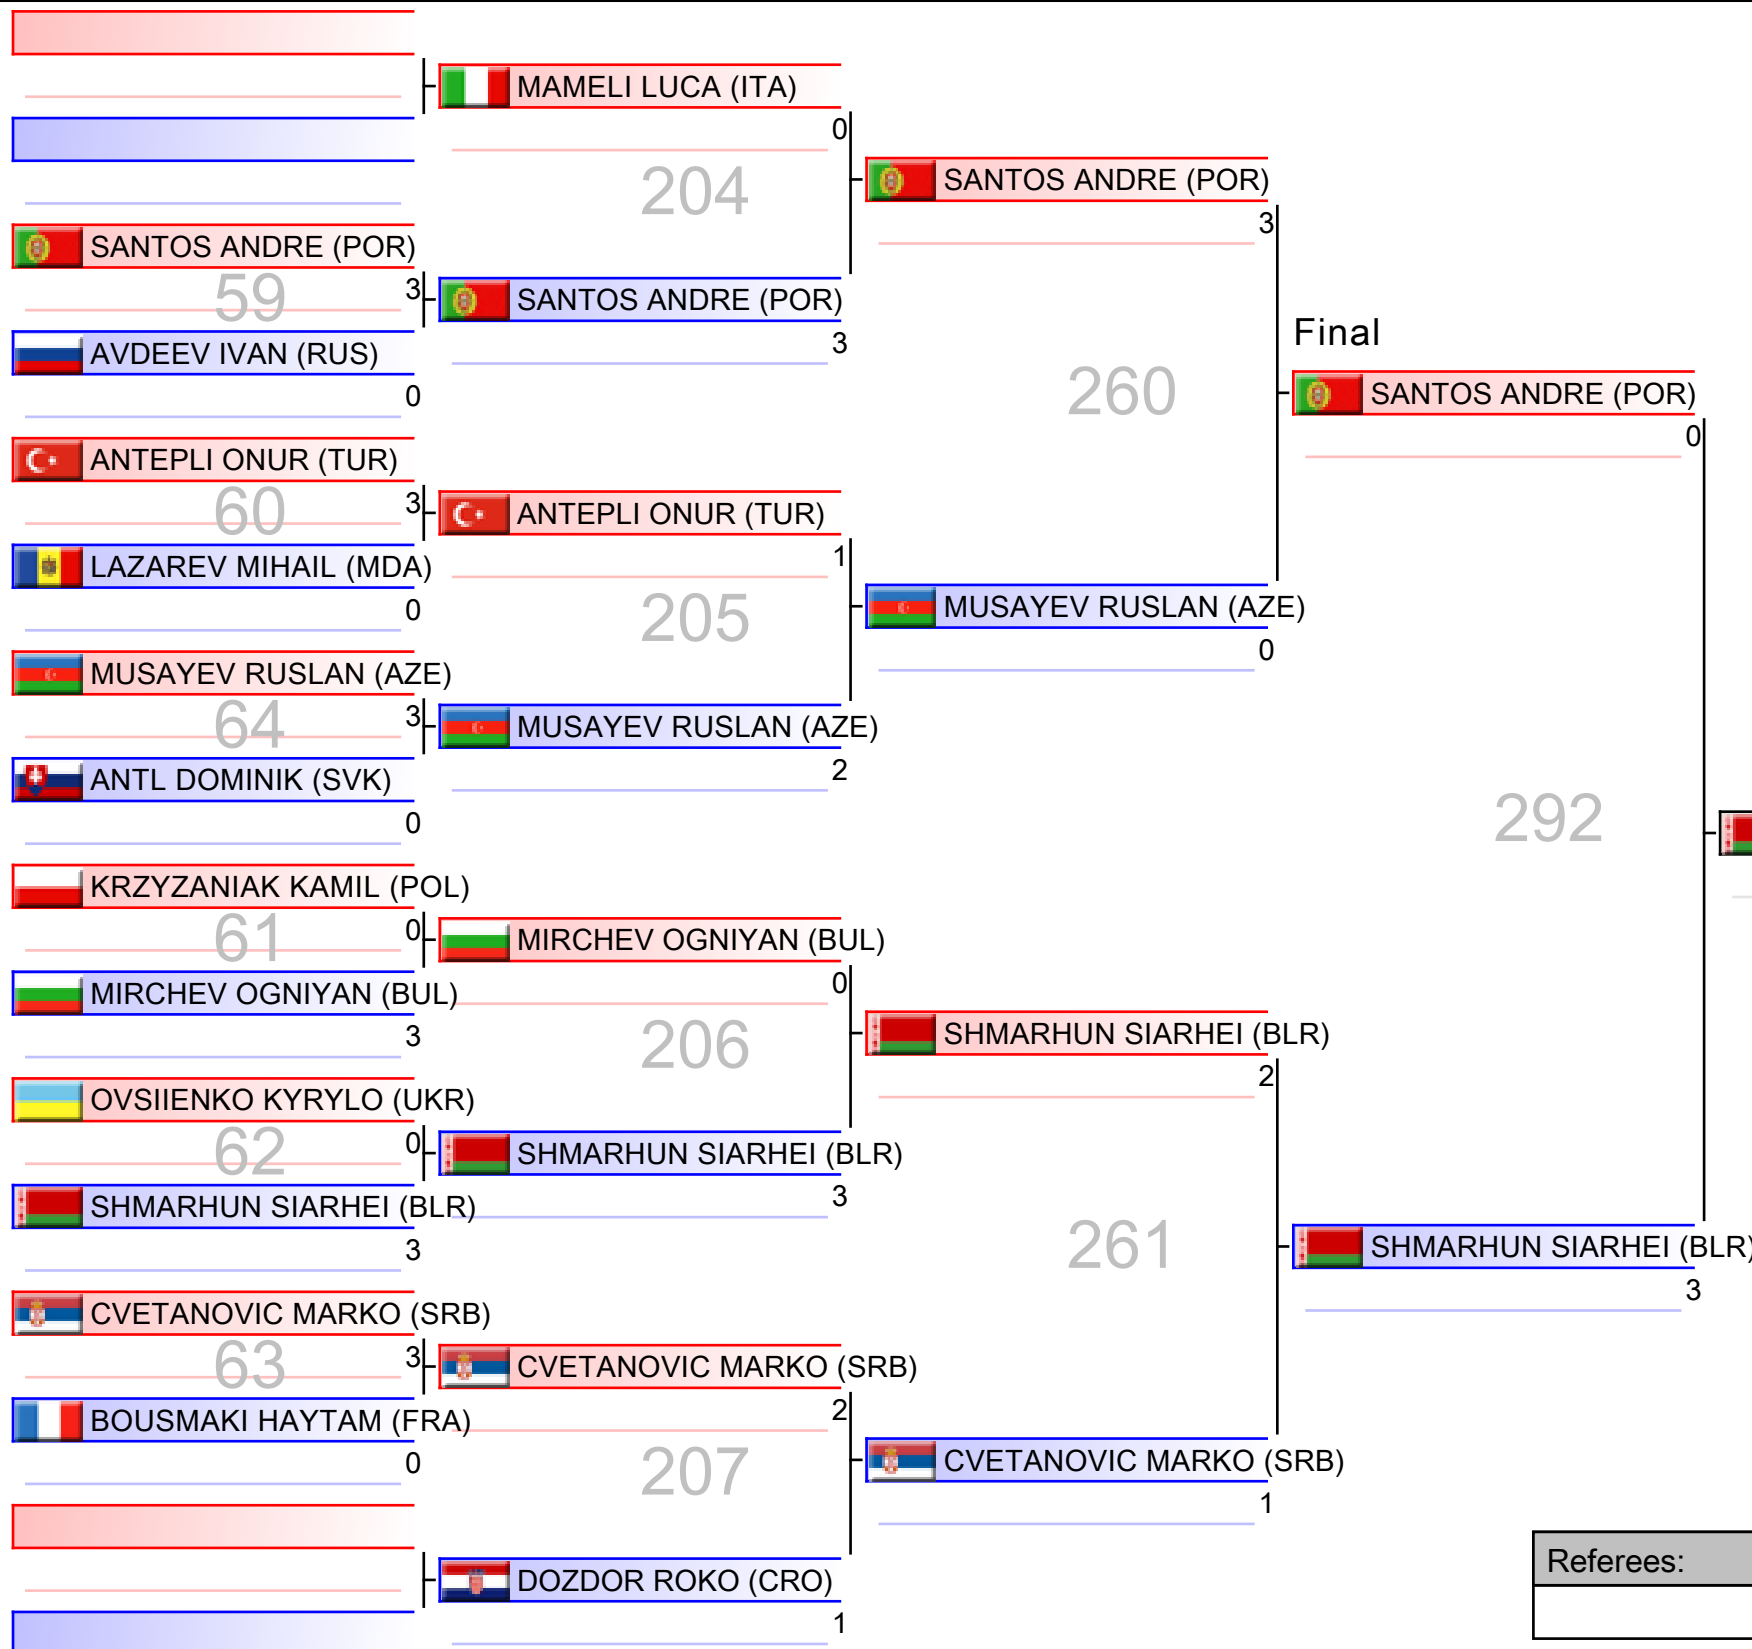 MAMELI LUCA (ITA)
0
204
SANTOS ANDRE (POR)
3
SANTOS ANDRE (POR)
59
3
SANTOS ANDRE (POR)
3
AVDEEV IVAN (RUS)
0
Final
260
SANTOS ANDRE (POR)
0
ANTEPLI ONUR (TUR)
60
3
ANTEPLI ONUR (TUR)
1
LAZAREV MIHAIL (MDA)
0
205
MUSAYEV RUSLAN (AZE)
0
MUSAYEV RUSLAN (AZE)
64
3
MUSAYEV RUSLAN (AZE)
2
ANTL DOMINIK (SVK)
0
292
KRZYZANIAK KAMIL (POL)
61
0
MIRCHEV OGNIYAN (BUL)
0
MIRCHEV OGNIYAN (BUL)
3
206
SHMARHUN SIARHEI (BLR)
2
OVSIIENKO KYRYLO (UKR)
62
0
SHMARHUN SIARHEI (BLR)
3
SHMARHUN SIARHEI (BLR)
3
261
SHMARHUN SIARHEI (BLR)
3
CVETANOVIC MARKO (SRB)
63
3
CVETANOVIC MARKO (SRB)
2
BOUSMAKI HAYTAM (FRA)
0
207
CVETANOVIC MARKO (SRB)
1
DOZDOR ROKO (CRO)
1
Referees: